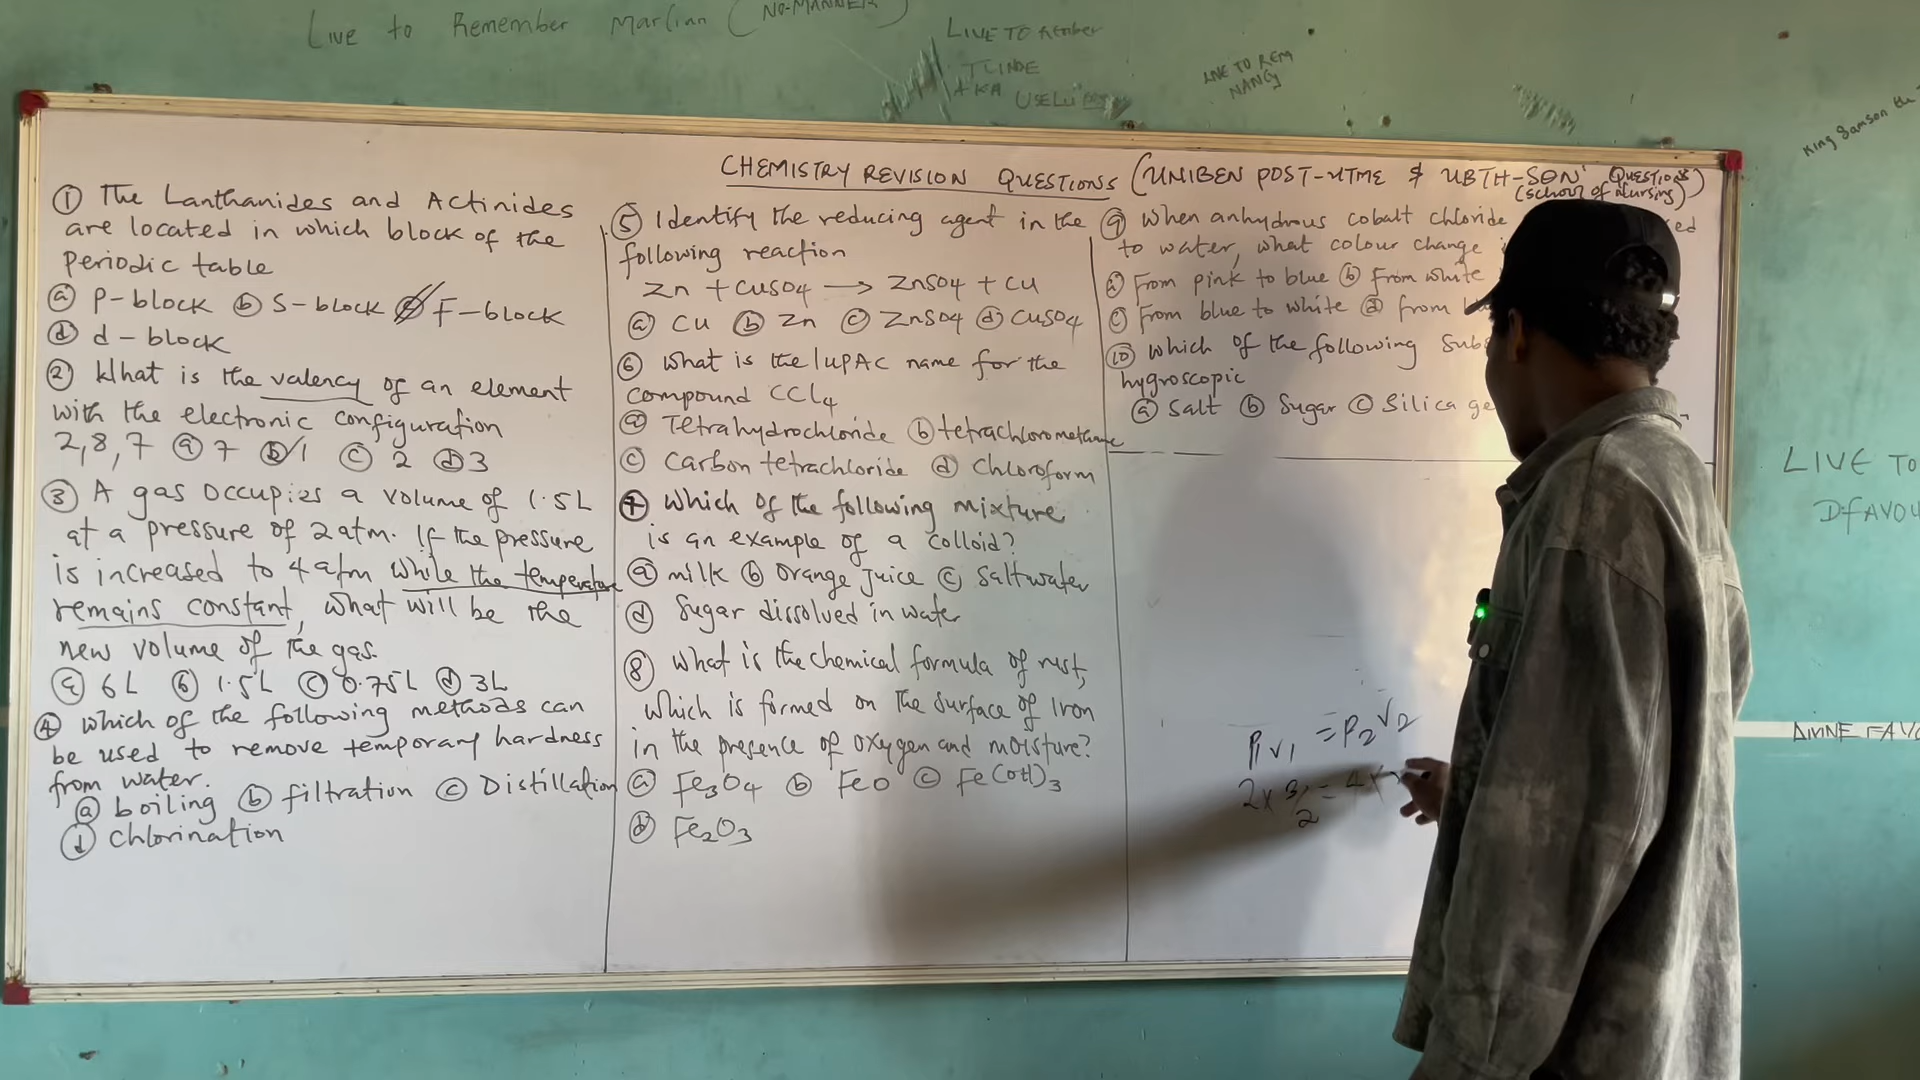 Live to Remember Marlian (NO-MANNER)
LIVE TO
TLINDE
AKA USELU
LIVE TO REM
NANCY
King Samson the
CHEMISTRY REVISION QUESTIONS (UNIBEN POST-UTME & UBTH-SON QUESTIONS)
(School of Nursing)
① The Lanthanides and Actinides
are located in which block of the
periodic table
ⓐ P-block ⓑ S-block ⓒ F-block
ⓓ d-block
② What is the valency of an element
with the electronic configuration
2,8,7 ⓐ 7 ⓑ 1 ⓒ 2 ⓓ 3
③ A gas occupies a volume of 1.5L
at a pressure of 2atm. If the pressure
is increased to 4atm while the temperature
remains constant, what will be the
new volume of the gas.
ⓐ 6L ⓑ 1.5L ⓒ 0.75L ⓓ 3L
④ Which of the following methods can
be used to remove temporary hardness
from water.
ⓐ boiling ⓑ filtration ⓒ Distillation
ⓓ Chlorination
⑤ Identify the reducing agent in the
following reaction
Zn + CuSO4 → ZnSO4 + Cu
ⓐ Cu ⓑ Zn ⓒ ZnSO4 ⓓ CuSO4
⑥ What is the IUPAC name for the
compound CCl4
ⓐ Tetrahydrochloride ⓑ tetrachloromethane
ⓒ Carbon tetrachloride ⓓ Chloroform
⑦ Which of the following mixture
is an example of a colloid?
ⓐ milk ⓑ Orange juice ⓒ Saltwater
ⓓ Sugar dissolved in water
⑧ What is the chemical formula of rust,
which is formed on the surface of Iron
in the presence of oxygen and moisture?
ⓐ Fe3O4 ⓑ FeO ⓒ Fe(OH)3
ⓓ Fe2O3
⑨ When anhydrous cobalt chloride
to water, what colour change
ⓐ From pink to blue ⓑ From white
ⓒ From blue to white ⓓ from
⑩ Which of the following
hygroscopic
ⓐ Salt ⓑ Sugar ⓒ Silica
P1V1 = P2V2
2 x 3/2 = 4 x
LIVE TO
DFAVOU
DIVINE FAVO